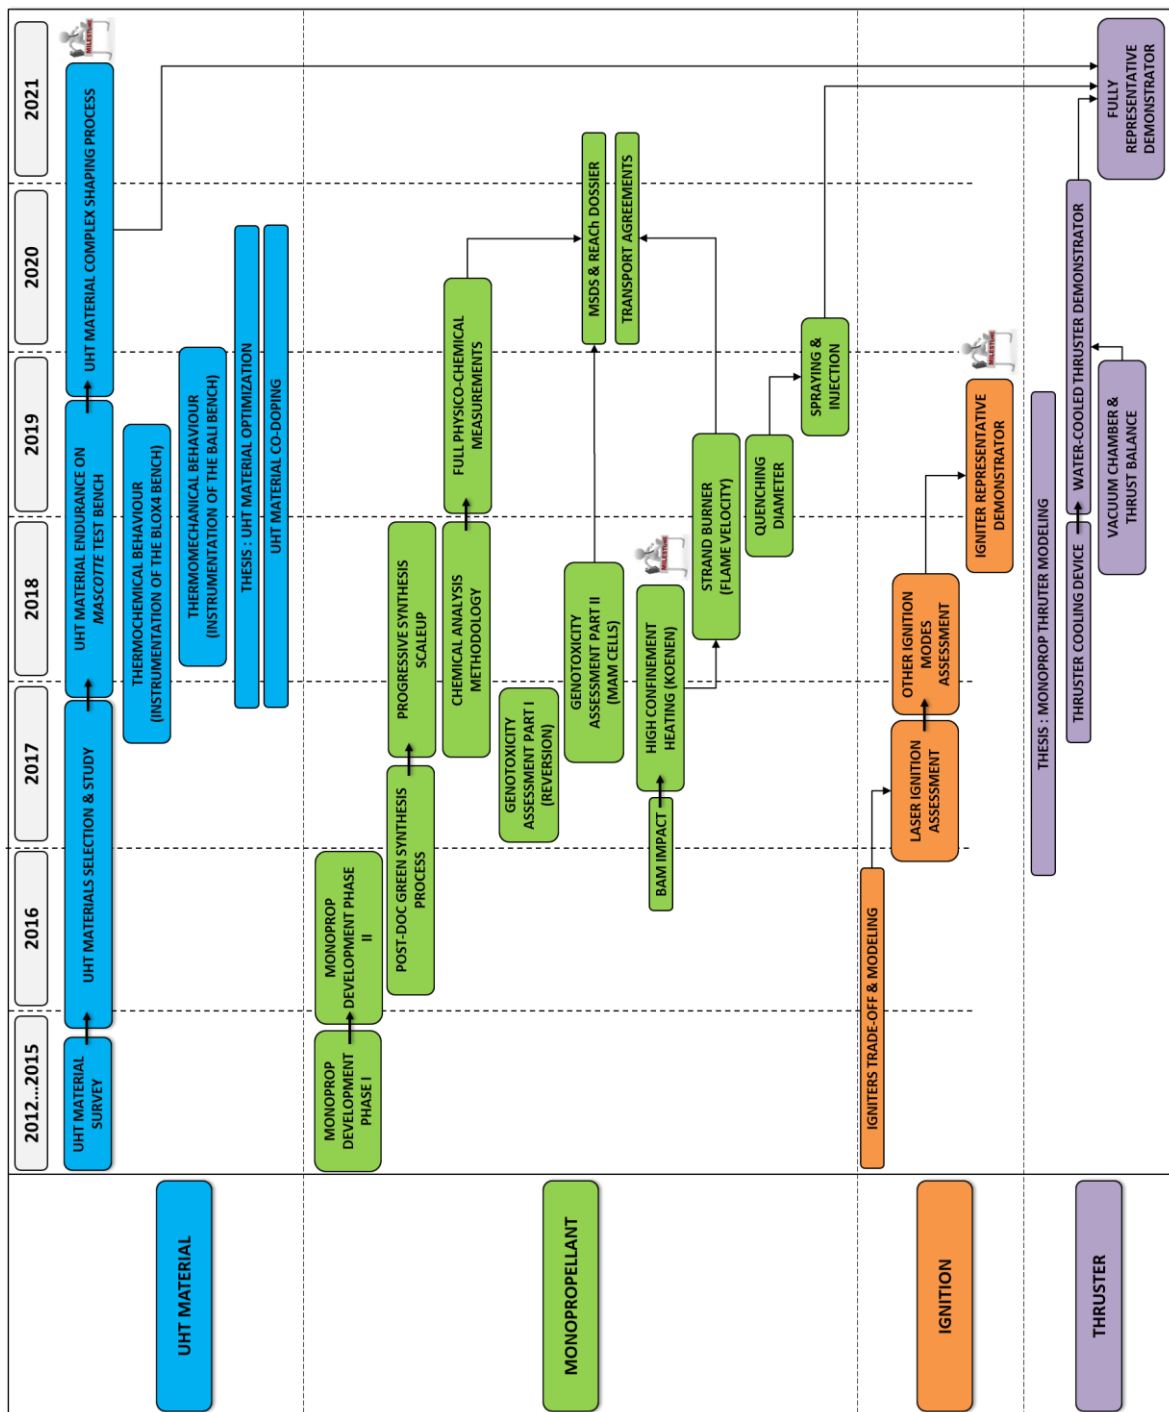 2012...2015
2016
2017
2018
2019
2020
2021
UHT MATERIAL
UHT MATERIAL
SURVEY
UHT MATERIALS SELECTION & STUDY
UHT MATERIAL ENDURANCE ON
MASCOTTE TEST BENCH
UHT MATERIAL COMPLEX SHAPING PROCESS
MILESTONE
THERMOCHEMICAL BEHAVIOUR
(INSTRUMENTATION OF THE BLOX4 BENCH)
THERMOMECHANICAL BEHAVIOUR
(INSTRUMENTATION OF THE BALI BENCH)
THESIS : UHT MATERIAL OPTIMIZATION
UHT MATERIAL CO-DOPING
MONOPROPELLANT
MONOPROP
DEVELOPMENT
PHASE I
MONOPROP
DEVELOPMENT PHASE
II
POST-DOC GREEN SYNTHESIS
PROCESS
PROGRESSIVE SYNTHESIS
SCALEUP
CHEMICAL ANALYSIS
METHODOLOGY
FULL PHYSICO-CHEMICAL
MEASUREMENTS
GENOTOXICITY
ASSESSMENT PART I
(REVERSION)
GENOTOXICITY
ASSESSMENT PART II
(MAM CELLS)
MSDS & REACh DOSSIER
TRANSPORT AGREEMENTS
BAM IMPACT
HIGH CONFINEMENT
HEATING (KOENEN)
MILESTONE
STRAND BURNER
(FLAME VELOCITY)
QUENCHING
DIAMETER
SPRAYING &
INJECTION
IGNITION
IGNITERS TRADE-OFF & MODELING
LASER IGNITION
ASSESSMENT
OTHER IGNITION
MODES
ASSESSMENT
IGNITER REPRESENTATIVE
DEMONSTRATOR
MILESTONE
THRUSTER
THESIS : MONOPROP THRUTER MODELING
THRUSTER COOLING DEVICE
WATER-COOLED THRUSTER DEMONSTRATOR
VACUUM CHAMBER &
THRUST BALANCE
FULLY
REPRESENTATIVE
DEMONSTRATOR